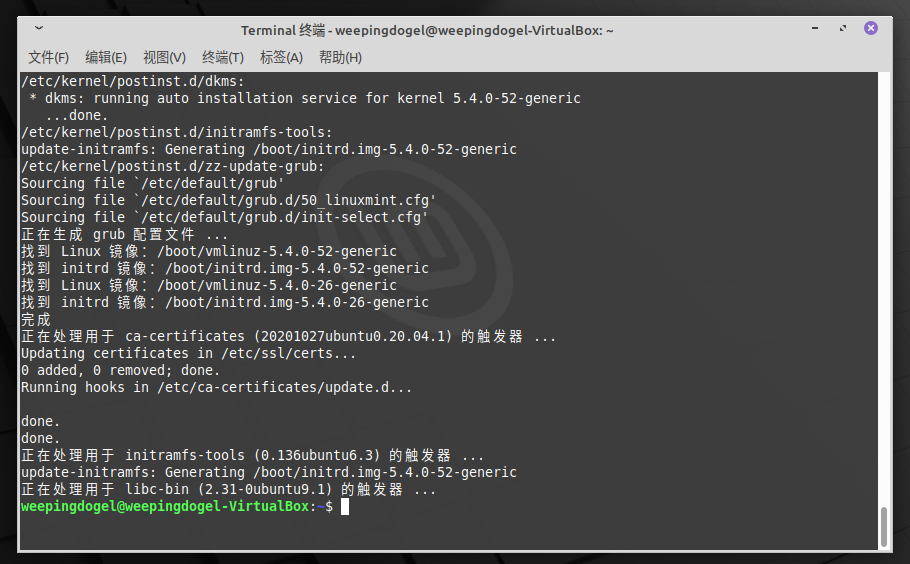 Terminal 终端 - weepingdogel@weepingdogel-VirtualBox: ~
文件(F) 编辑(E) 视图(V) 终端(T) 标签(A) 帮助(H)
/etc/kernel/postinst.d/dkms:
 * dkms: running auto installation service for kernel 5.4.0-52-generic
   ...done.
/etc/kernel/postinst.d/initramfs-tools:
update-initramfs: Generating /boot/initrd.img-5.4.0-52-generic
/etc/kernel/postinst.d/zz-update-grub:
Sourcing file `/etc/default/grub'
Sourcing file `/etc/default/grub.d/50_linuxmint.cfg'
Sourcing file `/etc/default/grub.d/init-select.cfg'
正在生成 grub 配置文件 ...
找到 Linux 镜像：/boot/vmlinuz-5.4.0-52-generic
找到 initrd 镜像：/boot/initrd.img-5.4.0-52-generic
找到 Linux 镜像：/boot/vmlinuz-5.4.0-26-generic
找到 initrd 镜像：/boot/initrd.img-5.4.0-26-generic
完成
正在处理用于 ca-certificates (20201027ubuntu0.20.04.1) 的触发器 ...
Updating certificates in /etc/ssl/certs...
0 added, 0 removed; done.
Running hooks in /etc/ca-certificates/update.d...
done.
done.
正在处理用于 initramfs-tools (0.136ubuntu6.3) 的触发器 ...
update-initramfs: Generating /boot/initrd.img-5.4.0-52-generic
正在处理用于 libc-bin (2.31-0ubuntu9.1) 的触发器 ...
weepingdogel@weepingdogel-VirtualBox:~$